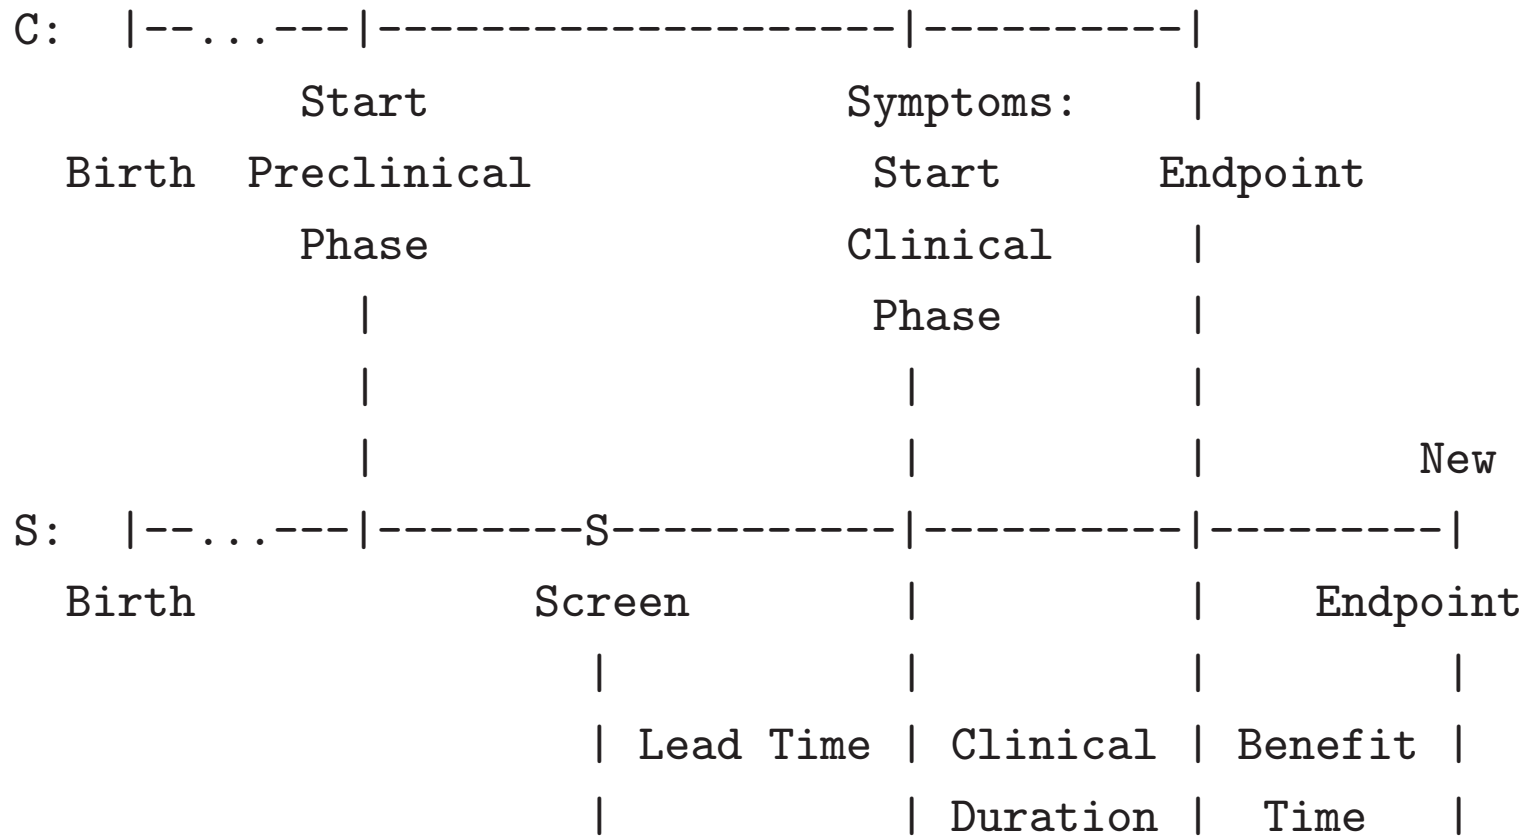 C:  |--...---|--------------------|----------|
           Start                Symptoms:    |
  Birth  Preclinical             Start      Endpoint
           Phase                Clinical     |
             |                   Phase       |
             |                    |          |
             |                    |          |        New
S:  |--...---|--------S-----------|----------|---------|
  Birth             Screen        |          |    Endpoint
                      |           |          |         |
                      | Lead Time | Clinical | Benefit |
                      |           | Duration |  Time   |